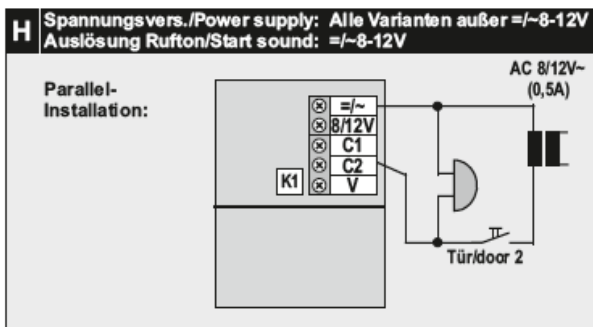 H
Spannungsvers./Power supply: Alle Varianten außer =/~8-12V
Auslösung Rufton/Start sound: =/~8-12V
Parallel-
Installation:
AC 8/12V~
(0,5A)
=/~
8/12V
C1
C2
V
K1
Tür/door 2